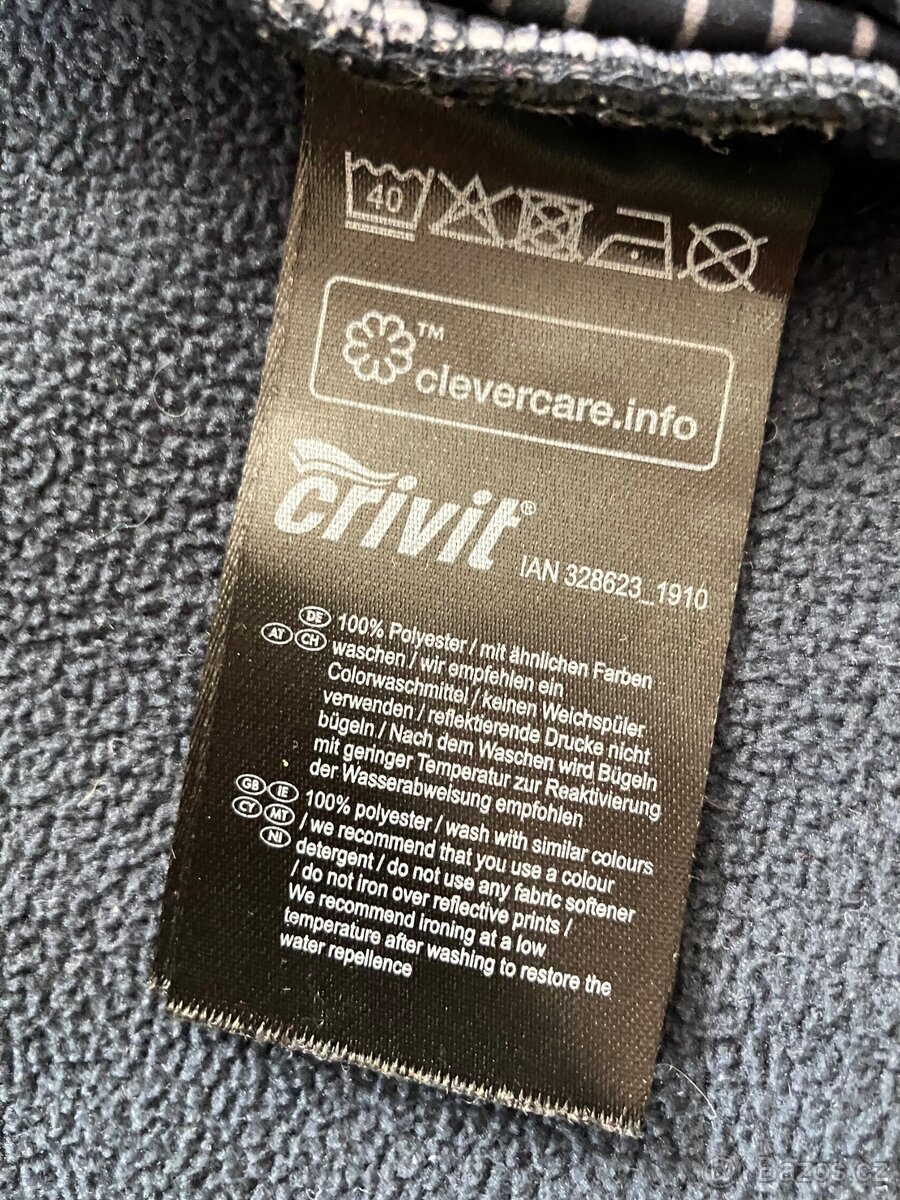 40
™ clevercare.info
crivit®
IAN 328623_1910
DE 100% Polyester / mit ähnlichen Farben
AT CH waschen / wir empfehlen ein
Colorwaschmittel / keinen Weichspüler
verwenden / reflektierende Drucke nicht
bügeln / Nach dem Waschen wird Bügeln
mit geringer Temperatur zur Reaktivierung
der Wasserabweisung empfohlen
GB IE 100% polyester / wash with similar colours
CY MT / we recommend that you use a colour
NI detergent / do not use any fabric softener
/ do not iron over reflective prints /
We recommend ironing at a low
temperature after washing to restore the
water repellence
Bazos.cz